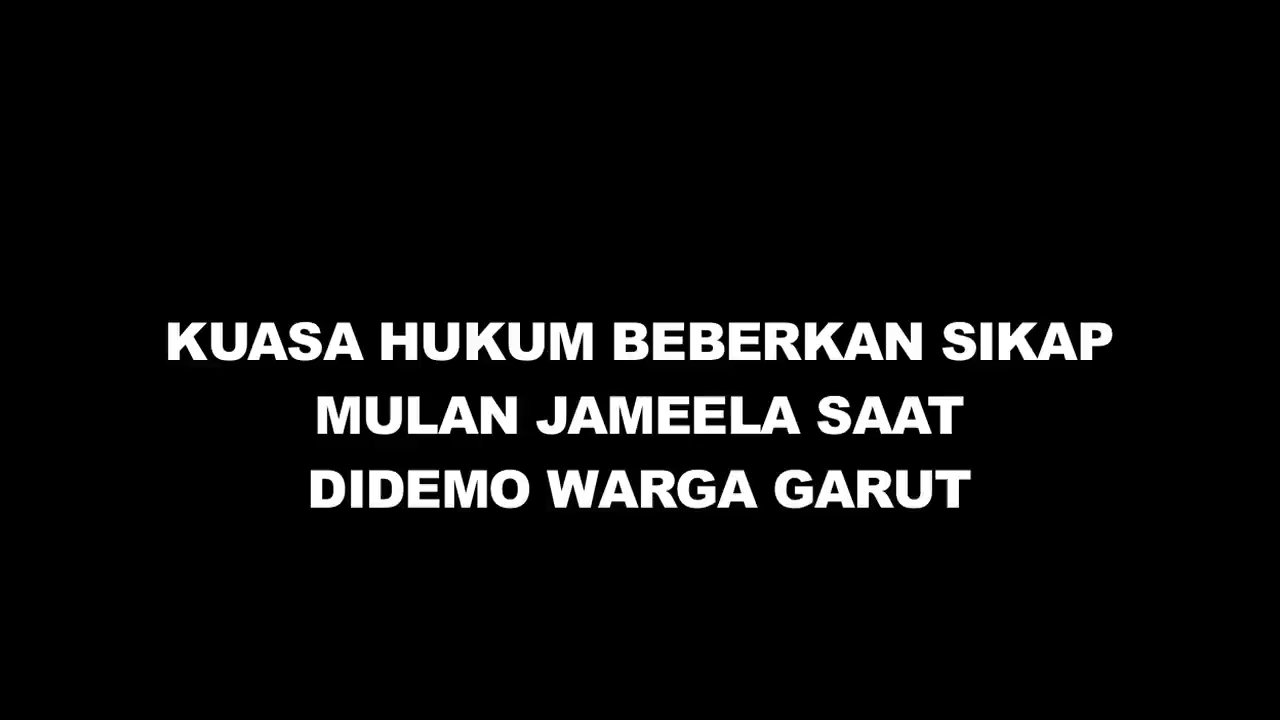 KUASA HUKUM BEBERKAN SIKAP
MULAN JAMEELA SAAT
DIDEMO WARGA GARUT